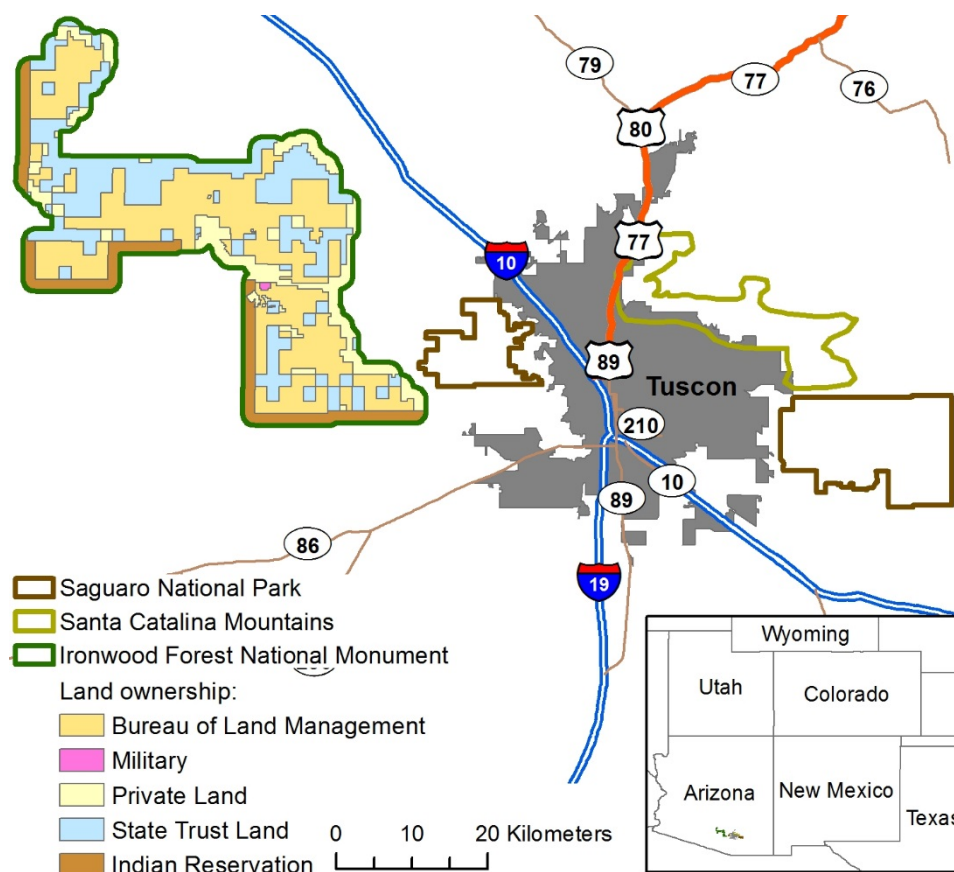 79
77
76
80
77
10
89
Tuscon
210
10
89
86
19
Saguaro National Park
Santa Catalina Mountains
Ironwood Forest National Monument
Land ownership:
Bureau of Land Management
Military
Private Land
State Trust Land
Indian Reservation
0 10 20 Kilometers
Wyoming
Utah
Colorado
Arizona
New Mexico
Texas